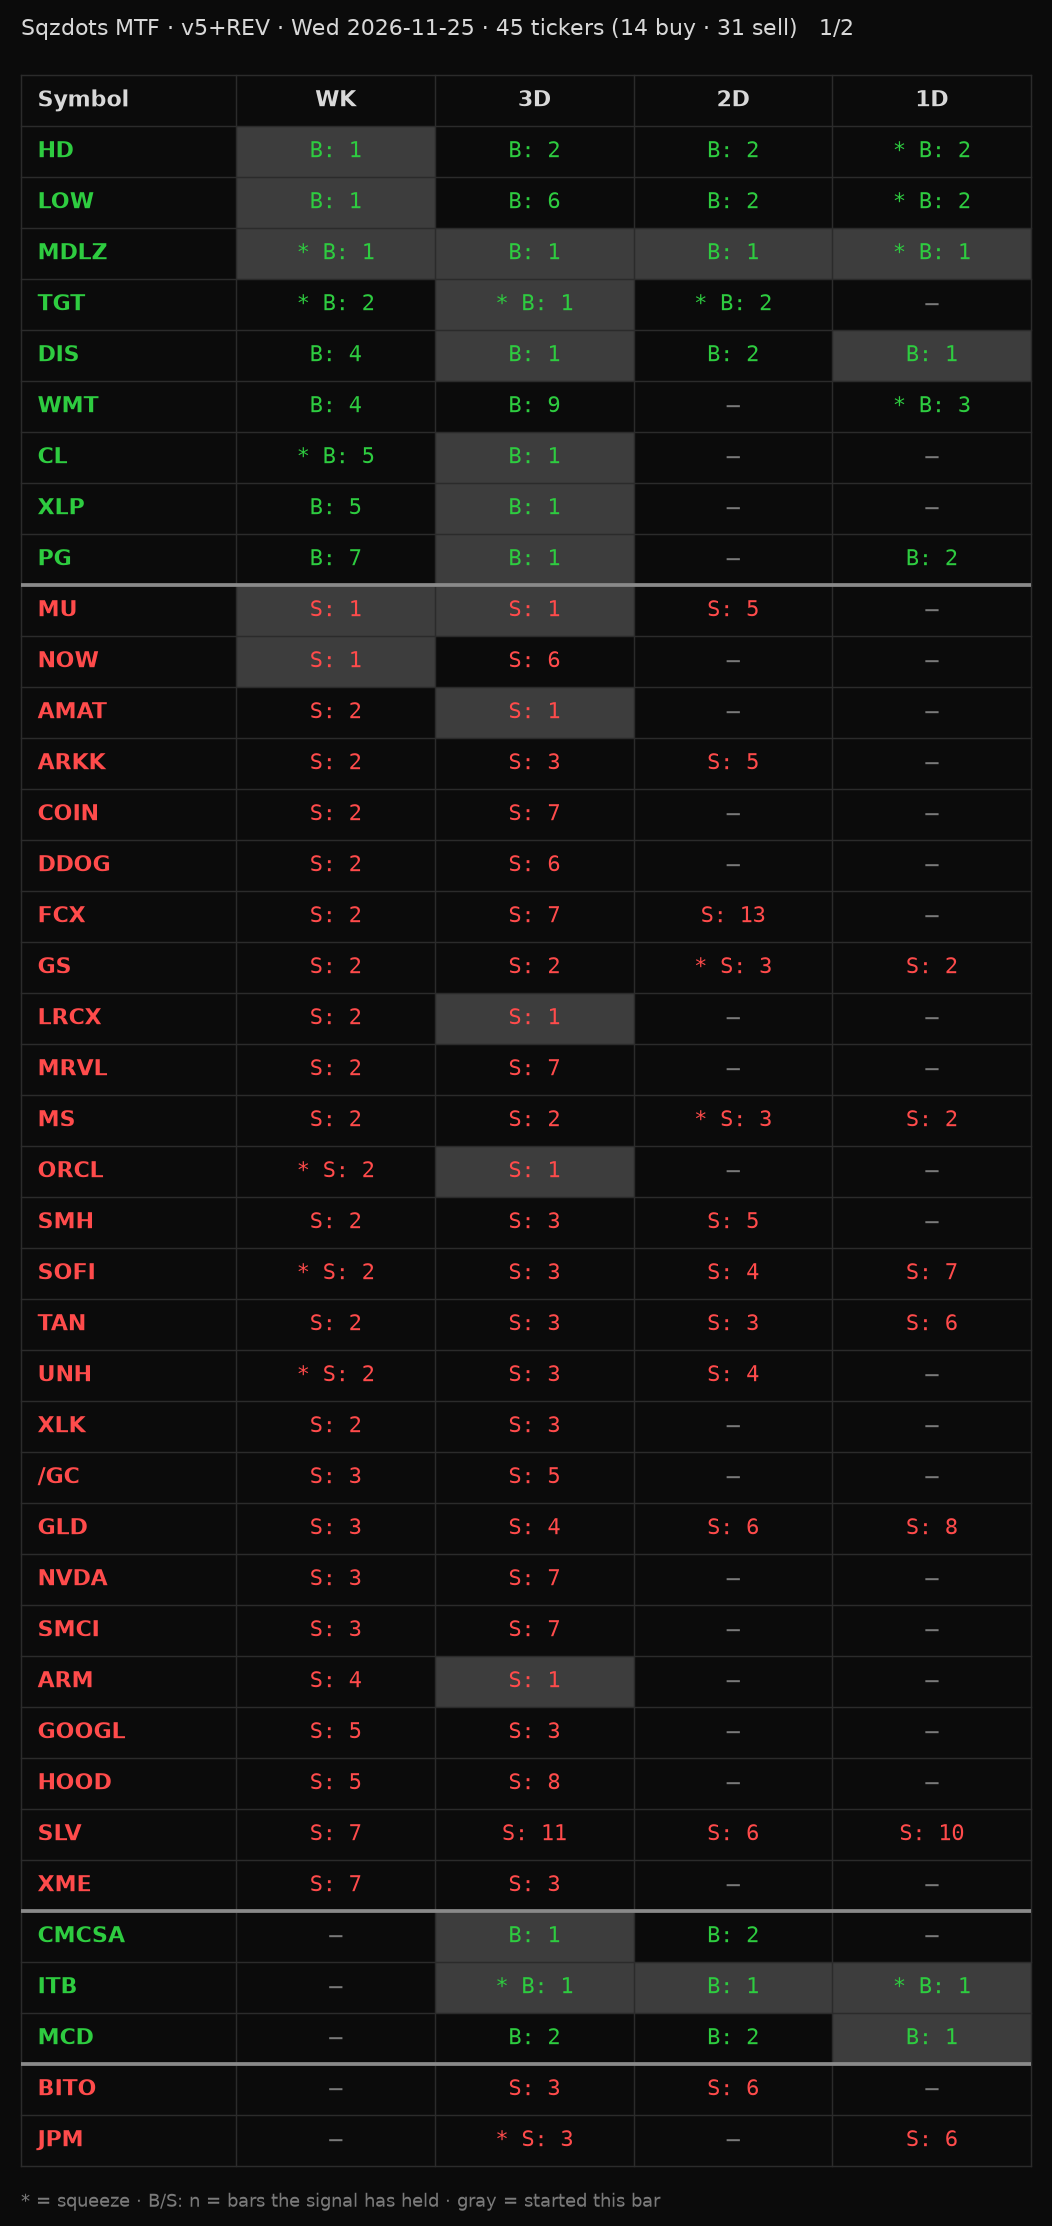 Sqzdots MTF · v5+REV · Wed 2026-11-25 · 45 tickers (14 buy · 31 sell) 1/2
Symbol WK 3D 2D 1D
HD B: 1 B: 2 B: 2 * B: 2
LOW B: 1 B: 6 B: 2 * B: 2
MDLZ * B: 1 B: 1 B: 1 * B: 1
TGT * B: 2 * B: 1 * B: 2 —
DIS B: 4 B: 1 B: 2 B: 1
WMT B: 4 B: 9 — * B: 3
CL * B: 5 B: 1 — —
XLP B: 5 B: 1 — —
PG B: 7 B: 1 — B: 2
MU S: 1 S: 1 S: 5 —
NOW S: 1 S: 6 — —
AMAT S: 2 S: 1 — —
ARKK S: 2 S: 3 S: 5 —
COIN S: 2 S: 7 — —
DDOG S: 2 S: 6 — —
FCX S: 2 S: 7 S: 13 —
GS S: 2 S: 2 * S: 3 S: 2
LRCX S: 2 S: 1 — —
MRVL S: 2 S: 7 — —
MS S: 2 S: 2 * S: 3 S: 2
ORCL * S: 2 S: 1 — —
SMH S: 2 S: 3 S: 5 —
SOFI * S: 2 S: 3 S: 4 S: 7
TAN S: 2 S: 3 S: 3 S: 6
UNH * S: 2 S: 3 S: 4 —
XLK S: 2 S: 3 — —
/GC S: 3 S: 5 — —
GLD S: 3 S: 4 S: 6 S: 8
NVDA S: 3 S: 7 — —
SMCI S: 3 S: 7 — —
ARM S: 4 S: 1 — —
GOOGL S: 5 S: 3 — —
HOOD S: 5 S: 8 — —
SLV S: 7 S: 11 S: 6 S: 10
XME S: 7 S: 3 — —
CMCSA — B: 1 B: 2 —
ITB — * B: 1 B: 1 * B: 1
MCD — B: 2 B: 2 B: 1
BITO — S: 3 S: 6 —
JPM — * S: 3 — S: 6
* = squeeze · B/S: n = bars the signal has held · gray = started this bar